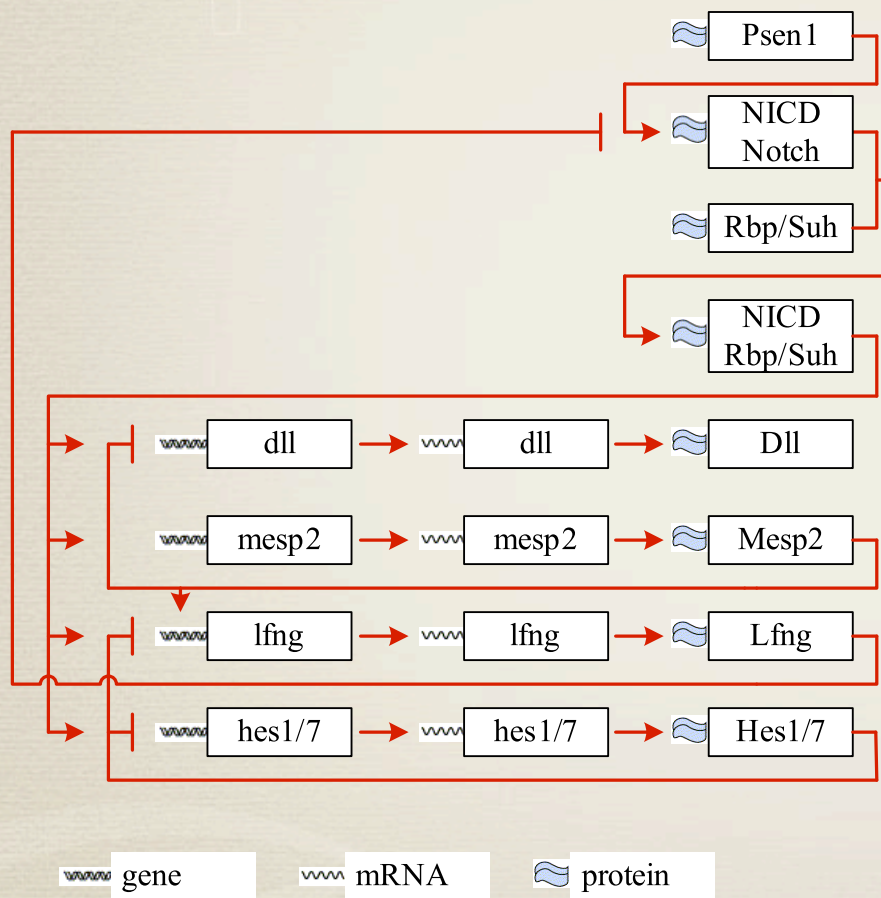 Psen1
NICD
Notch
Rbp/Suh
NICD
Rbp/Suh
dll
dll
Dll
mesp2
mesp2
Mesp2
lfng
lfng
Lfng
hes1/7
hes1/7
Hes1/7
gene
mRNA
protein